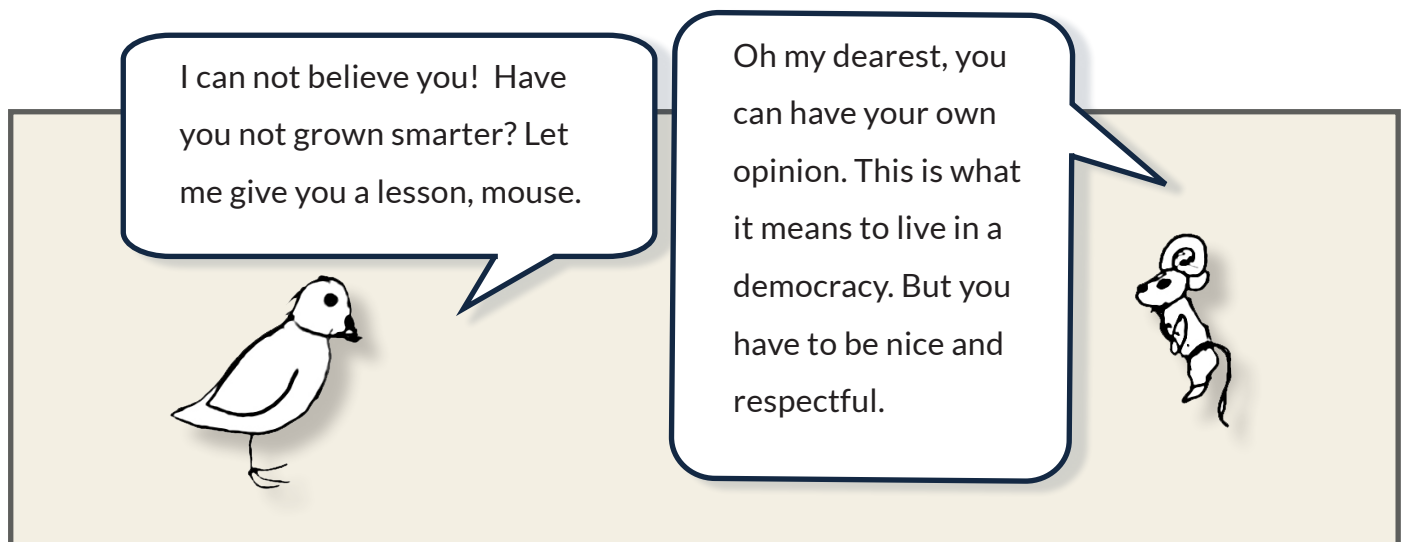 I can not believe you!  Have
you not grown smarter? Let
me give you a lesson, mouse.
Oh my dearest, you
can have your own
opinion. This is what
it means to live in a
democracy. But you
have to be nice and
respectful.